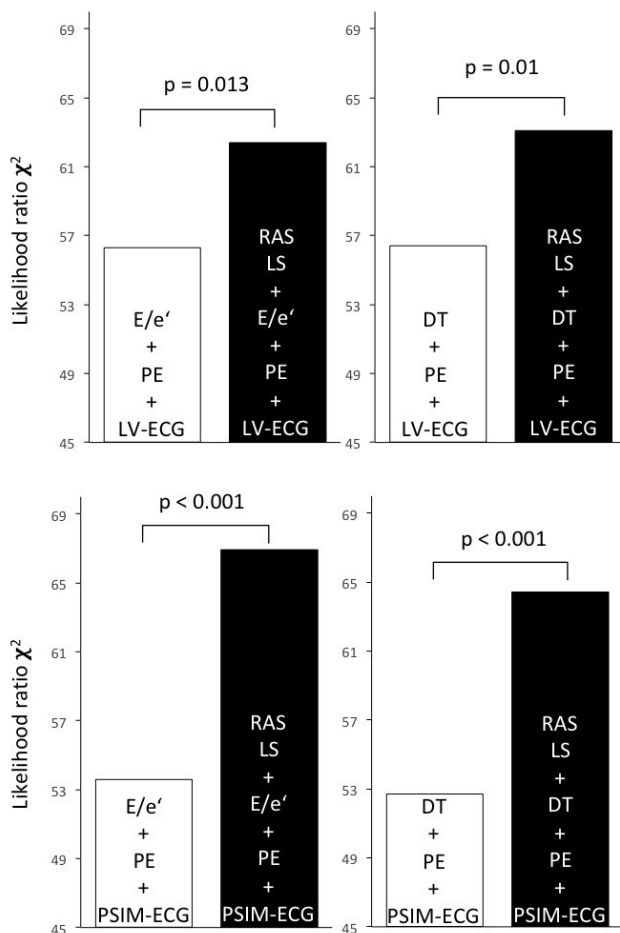 Likelihood ratio χ²
69
65
61
57
53
49
45
p = 0.013
E/e‘
+
PE
+
LV-ECG
RAS
LS
+
E/e‘
+
PE
+
LV-ECG
69
65
61
57
53
49
45
p = 0.01
DT
+
PE
+
LV-ECG
RAS
LS
+
DT
+
PE
+
LV-ECG
Likelihood ratio χ²
69
65
61
57
53
49
45
p < 0.001
E/e‘
+
PE
+
PSIM-ECG
RAS
LS
+
E/e‘
+
PE
+
PSIM-ECG
69
65
61
57
53
49
45
p < 0.001
DT
+
PE
+
PSIM-ECG
RAS
LS
+
DT
+
PE
+
PSIM-ECG